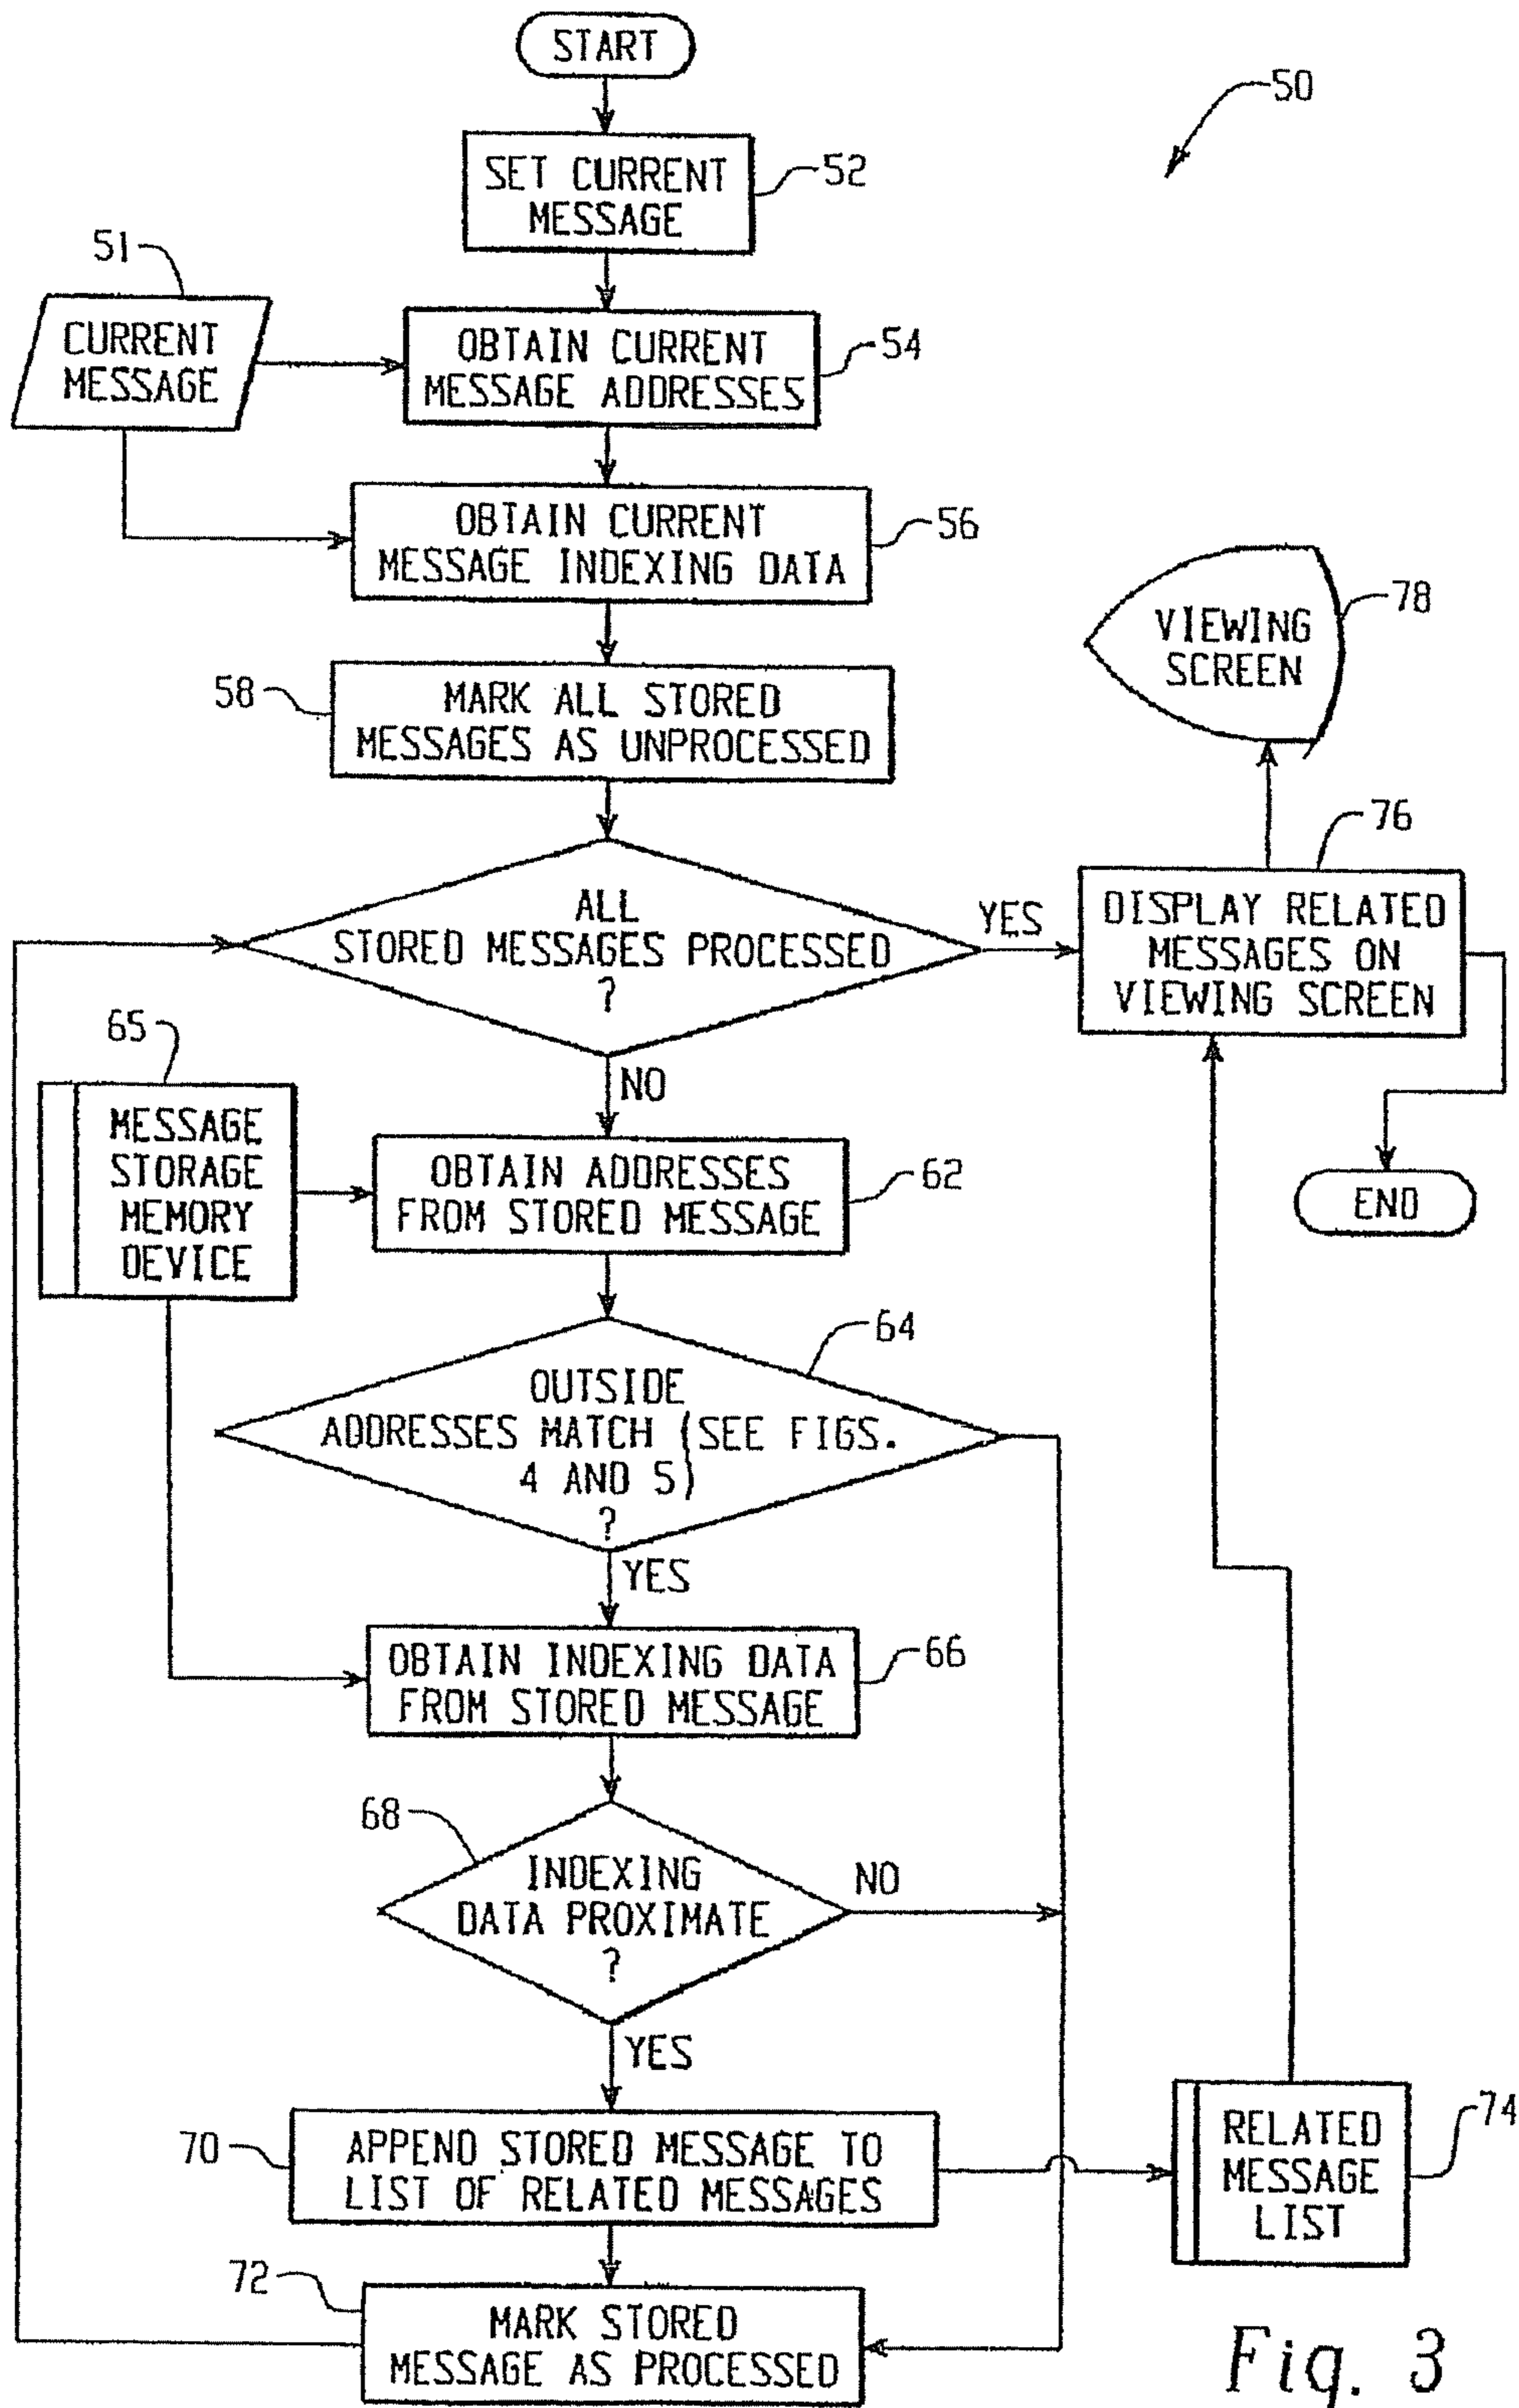 START
50
SET CURRENT
MESSAGE
52
51
CURRENT
MESSAGE
OBTAIN CURRENT
MESSAGE ADDRESSES
54
OBTAIN CURRENT
MESSAGE INDEXING DATA
56
VIEWING
SCREEN
78
58
MARK ALL STORED
MESSAGES AS UNPROCESSED
76
ALL
STORED MESSAGES PROCESSED
?
YES
DISPLAY RELATED
MESSAGES ON
VIEWING SCREEN
NO
65
MESSAGE
STORAGE
MEMORY
DEVICE
OBTAIN ADDRESSES
FROM STORED MESSAGE
62
END
64
OUTSIDE
ADDRESSES MATCH (SEE FIGS.
4 AND 5)
?
YES
OBTAIN INDEXING DATA
FROM STORED MESSAGE
66
68
INDEXING
DATA PROXIMATE
?
NO
YES
70
APPEND STORED MESSAGE TO
LIST OF RELATED MESSAGES
RELATED
MESSAGE
LIST
74
72
MARK STORED
MESSAGE AS PROCESSED
Fig. 3